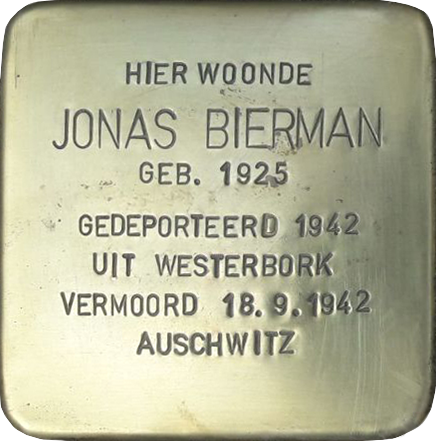 HIER WOONDE
JONAS BIERMAN
GEB. 1925
GEDEPORTEERD 1942
UIT WESTERBORK
VERMOORD 18.9.1942
AUSCHWITZ